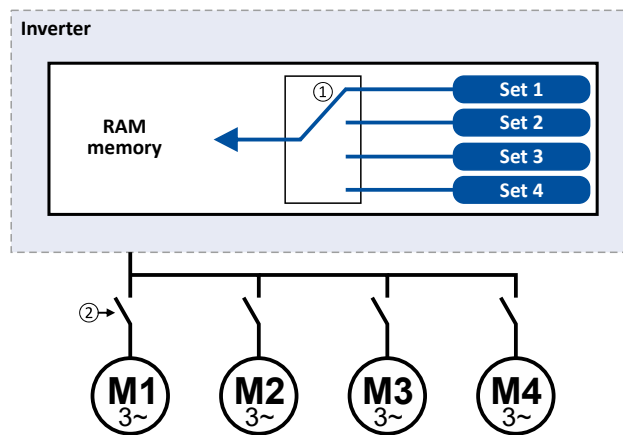 Inverter
①
Set 1
RAM
memory
Set 2
Set 3
Set 4
②
M1
3~
M2
3~
M3
3~
M4
3~